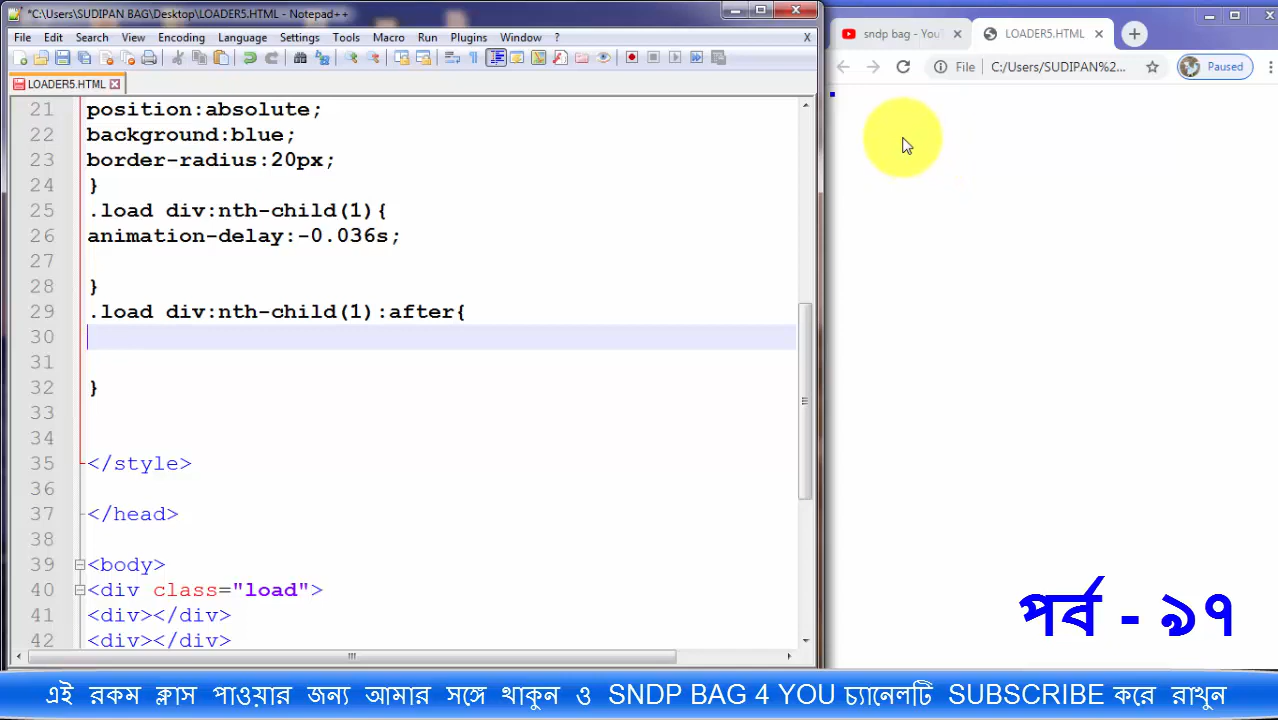 *C:\Users\SUDIPAN BAG\Desktop\LOADER5.HTML - Notepad++
File Edit Search View Encoding Language Settings Tools Macro Run Plugins Window ? X
LOADER5.HTML
21 position:absolute;
22 background:blue;
23 border-radius:20px;
24 }
25 .load div:nth-child(1){
26 animation-delay:-0.036s;
27
28 }
29 .load div:nth-child(1):after{
30
31
32 }
33
34
35 </style>
36
37 </head>
38
39 <body>
40 <div class="load">
41 <div></div>
42 <div></div>
sndp bag - You
LOADER5.HTML
File C:/Users/SUDIPAN%2... Paused
পর্ব - ৯৭
এই রকম ক্লাস পাওয়ার জন্য আমার সঙ্গে থাকুন ও SNDP BAG 4 YOU চ্যানেলটি SUBSCRIBE করে রাখুন